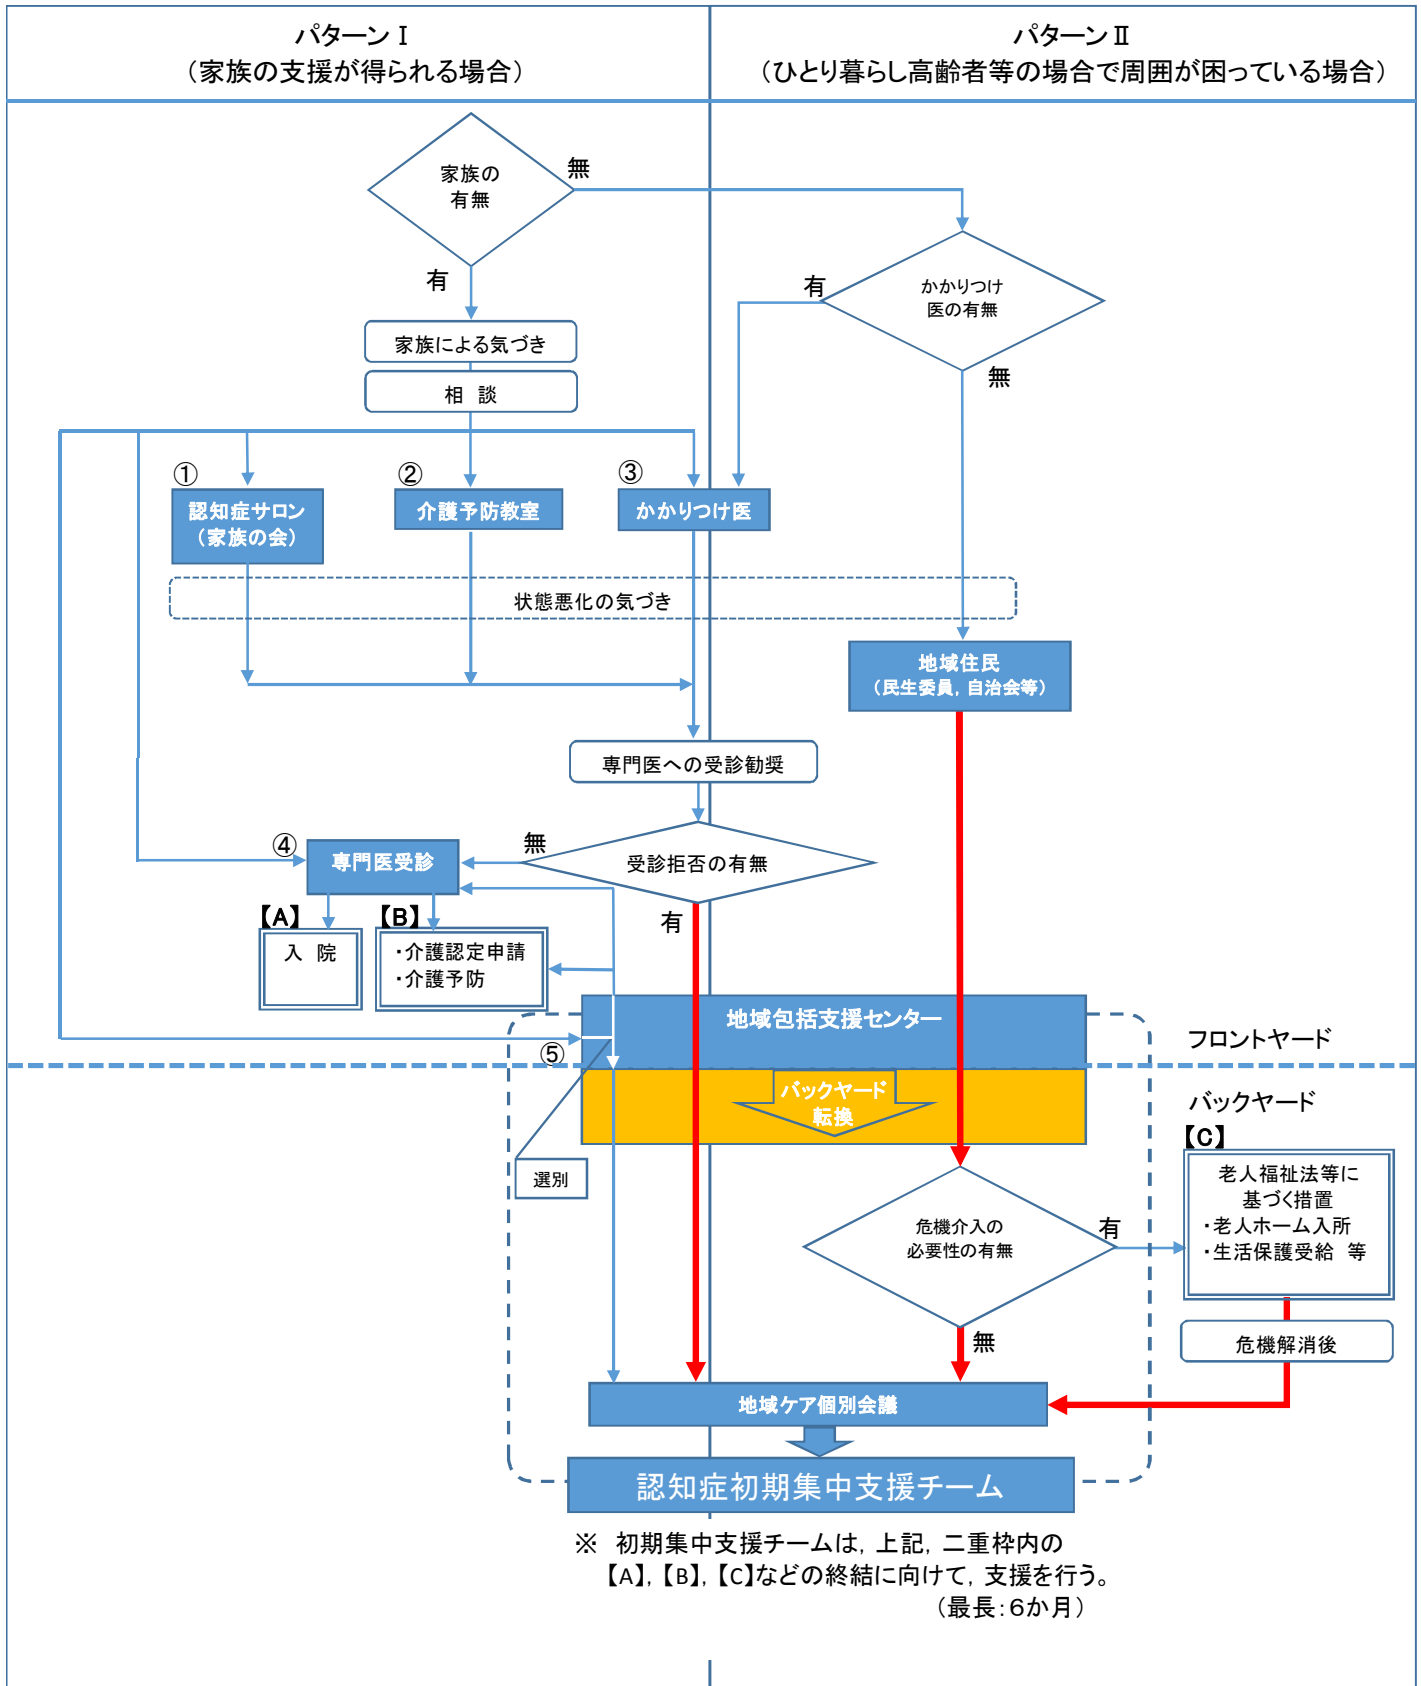 パターンⅠ
（家族の支援が得られる場合）
パターンⅡ
（ひとり暮らし高齢者等の場合で周囲が困っている場合）
家族の
有無
無
有
かかりつけ
医の有無
有
無
家族による気づき
相　談
①
認知症サロン
（家族の会）
②
介護予防教室
③
かかりつけ医
状態悪化の気づき
地域住民
（民生委員，自治会等）
専門医への受診勧奨
受診拒否の有無
無
有
④
専門医受診
【A】
入　院
【B】
・介護認定申請
・介護予防
地域包括支援センター
フロントヤード
⑤
バックヤード
転換
バックヤード
選別
【C】
老人福祉法等に
基づく措置
・老人ホーム入所
・生活保護受給　等
危機介入の
必要性の有無
有
無
危機解消後
地域ケア個別会議
認知症初期集中支援チーム
※　初期集中支援チームは，上記，二重枠内の
【A】，【B】，【C】などの終結に向けて，支援を行う。
（最長：６か月）